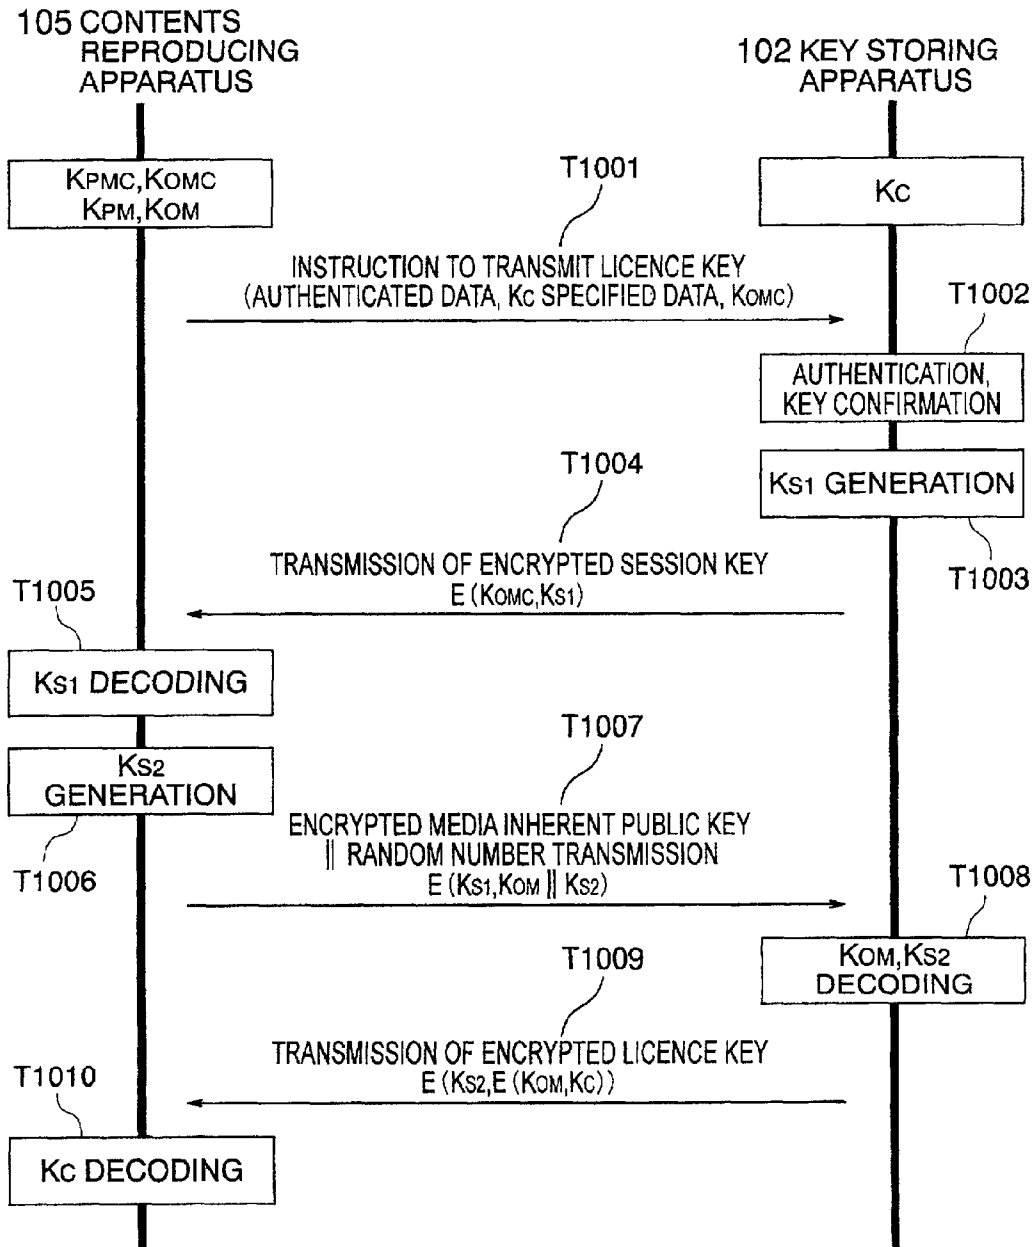 105 CONTENTS
REPRODUCING
APPARATUS
102 KEY STORING
APPARATUS
KPMC,KOMC
KPM,KOM
KC
T1001
INSTRUCTION TO TRANSMIT LICENCE KEY
(AUTHENTICATED DATA, KC SPECIFIED DATA, KOMC)
T1002
AUTHENTICATION,
KEY CONFIRMATION
T1004
KS1 GENERATION
T1003
TRANSMISSION OF ENCRYPTED SESSION KEY
E (KOMC,KS1)
T1005
KS1 DECODING
T1007
KS2
GENERATION
T1006
ENCRYPTED MEDIA INHERENT PUBLIC KEY
|| RANDOM NUMBER TRANSMISSION
E (KS1,KOM || KS2)
T1008
KOM,KS2
DECODING
T1009
TRANSMISSION OF ENCRYPTED LICENCE KEY
E (KS2,E (KOM,KC))
T1010
KC DECODING